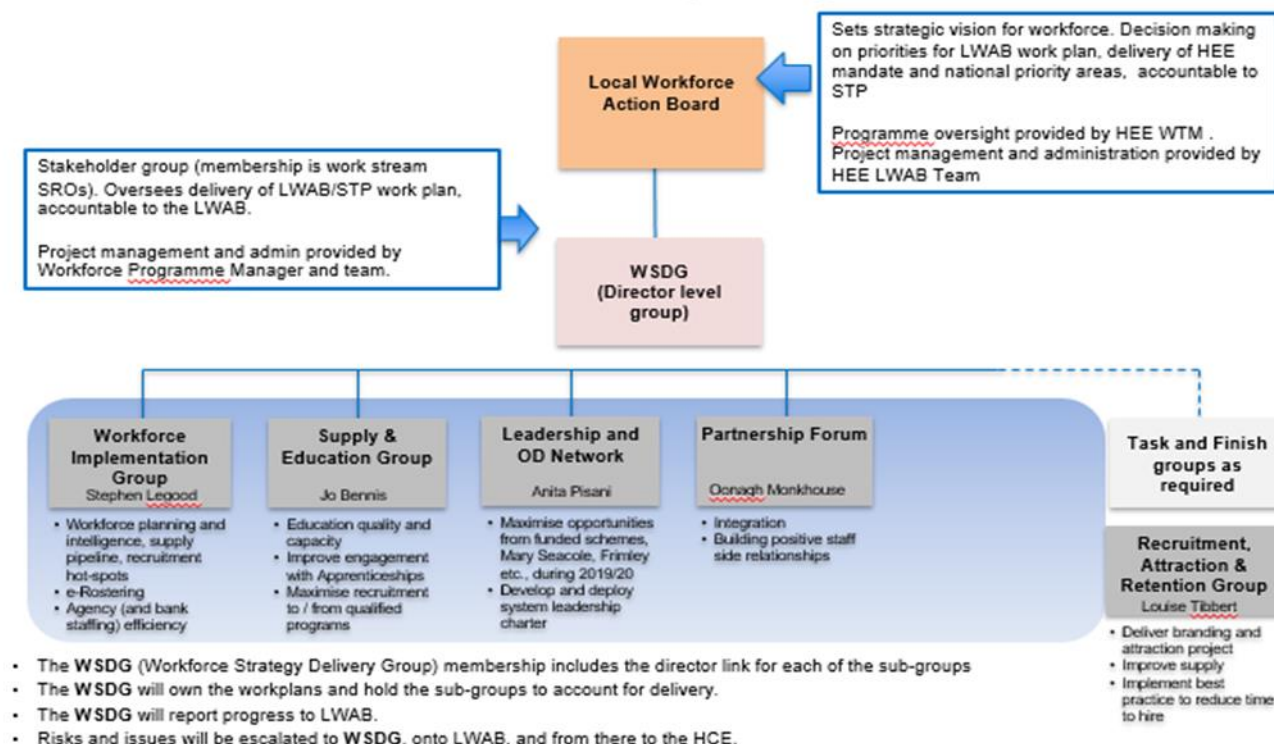 Sets strategic vision for workforce. Decision making
on priorities for LWAB work plan, delivery of HEE
mandate and national priority areas, accountable to
STP
Programme oversight provided by HEE WTM .
Project management and administration provided by
HEE LWAB Team
Local Workforce
Action Board
Stakeholder group (membership is work stream
SROs). Oversees delivery of LWAB/STP work plan,
accountable to the LWAB.
Project management and admin provided by
Workforce Programme Manager and team.
WSDG
(Director level
group)
Workforce
Implementation
Group
Stephen Legood
• Workforce planning and
intelligence, supply
pipeline, recruitment
hot-spots
• e-Rostering
• Agency (and bank
staffing) efficiency
Supply &
Education Group
Jo Bennis
• Education quality and
capacity
• Improve engagement
with Apprenticeships
• Maximise recruitment
to / from qualified
programs
Leadership and
OD Network
Anita Pisani
• Maximise opportunities
from funded schemes,
Mary Seacole, Frimley
etc., during 2019/20
• Develop and deploy
system leadership
charter
Partnership Forum
Oonagh Monkhouse
• Integration
• Building positive staff
side relationships
Task and Finish
groups as
required
Recruitment,
Attraction &
Retention Group
Louise Tibbert
• Deliver branding and
attraction project
• Improve supply
• Implement best
practice to reduce time
to hire
• The WSDG (Workforce Strategy Delivery Group) membership includes the director link for each of the sub-groups
• The WSDG will own the workplans and hold the sub-groups to account for delivery.
• The WSDG will report progress to LWAB.
• Risks and issues will be escalated to WSDG, onto LWAB, and from there to the HCE.